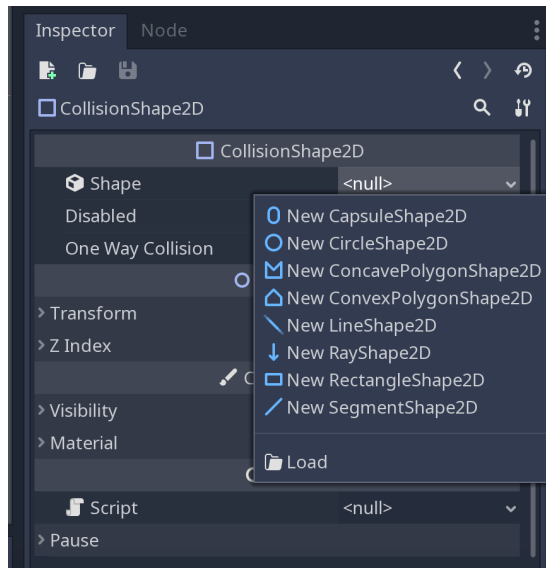 Inspector Node
CollisionShape2D
CollisionShape2D
Shape <null>
Disabled
New CapsuleShape2D
New CircleShape2D
One Way Collision
New ConcavePolygonShape2D
New ConvexPolygonShape2D
Transform
New LineShape2D
Z Index
New RayShape2D
C
New RectangleShape2D
Visibility
New SegmentShape2D
Material
Load
Script <null>
Pause